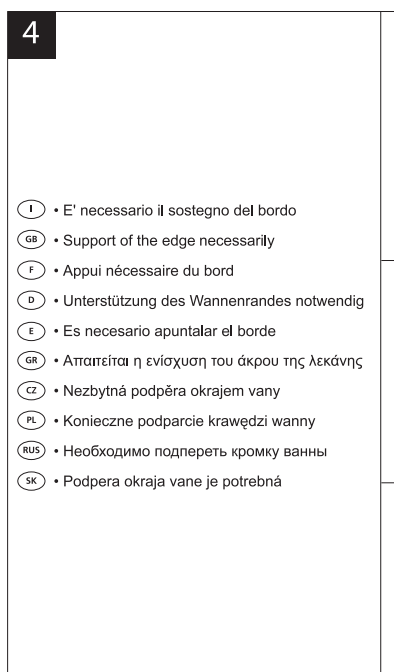 4
I • E' necessario il sostegno del bordo
GB • Support of the edge necessarily
F • Appui nécessaire du bord
D • Unterstützung des Wannenrandes notwendig
E • Es necesario apuntalar el borde
GR • Απαιτείται η ενίσχυση του άκρου της λεκάνης
CZ • Nezbytná podpěra okrajem vany
PL • Konieczne podparcie krawędzi wanny
RUS • Необходимо подпереть кромку ванны
SK • Podpera okraja vane je potrebná